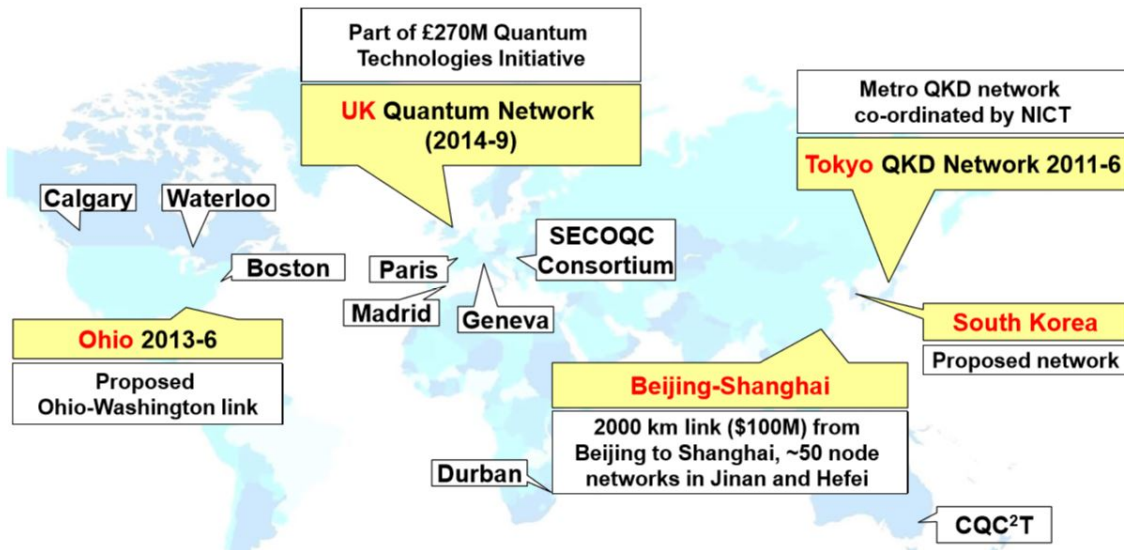 Part of £270M Quantum
Technologies Initiative
UK Quantum Network
(2014-9)
Metro QKD network
co-ordinated by NICT
Tokyo QKD Network 2011-6
Calgary
Waterloo
Boston
Paris
Madrid
Geneva
SECOQC
Consortium
Ohio 2013-6
Proposed
Ohio-Washington link
South Korea
Proposed network
Beijing-Shanghai
2000 km link ($100M) from
Beijing to Shanghai, ~50 node
networks in Jinan and Hefei
Durban
CQC²T